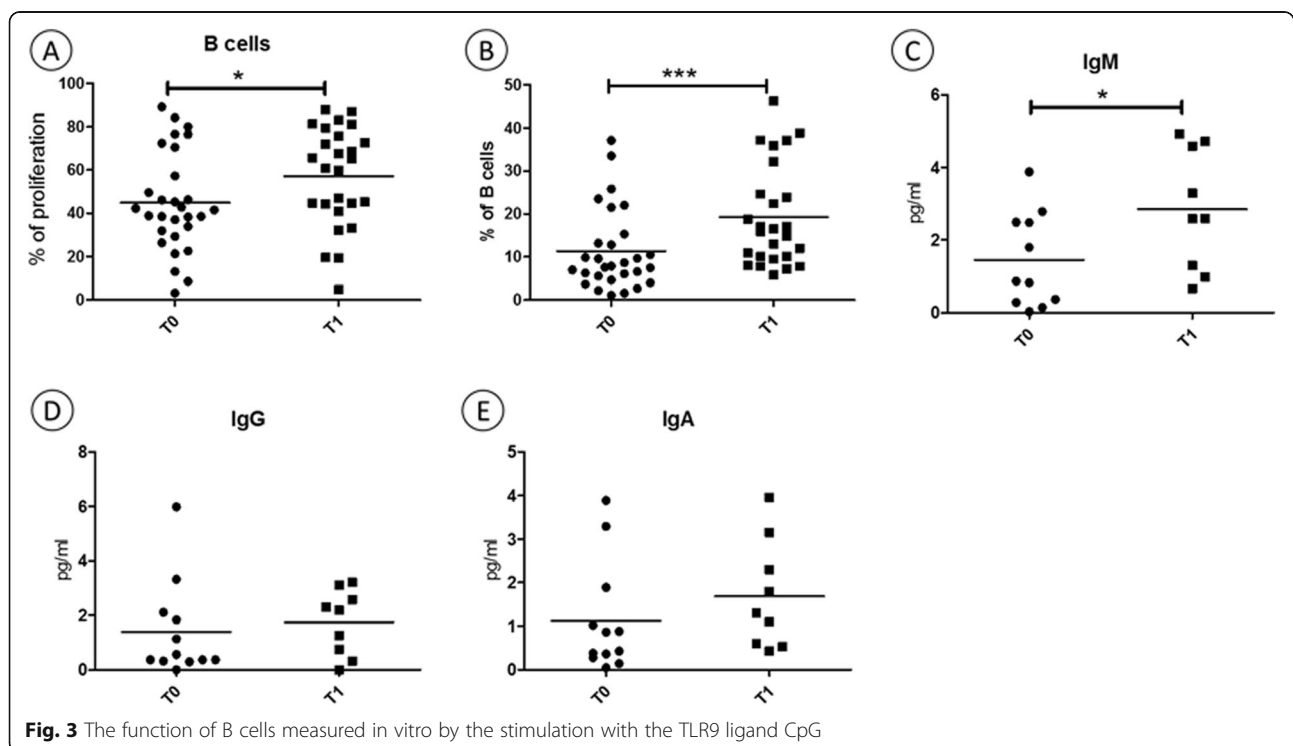 A
B cells
*
% of proliferation
100
80
60
40
20
0
T0
T1
B
***
% of B cells
50
40
30
20
10
0
T0
T1
C
IgM
*
pg/ml
6
4
2
0
T0
T1
D
IgG
pg/ml
8
6
4
2
0
T0
T1
E
IgA
pg/ml
5
4
3
2
1
0
T0
T1
Fig. 3 The function of B cells measured in vitro by the stimulation with the TLR9 ligand CpG